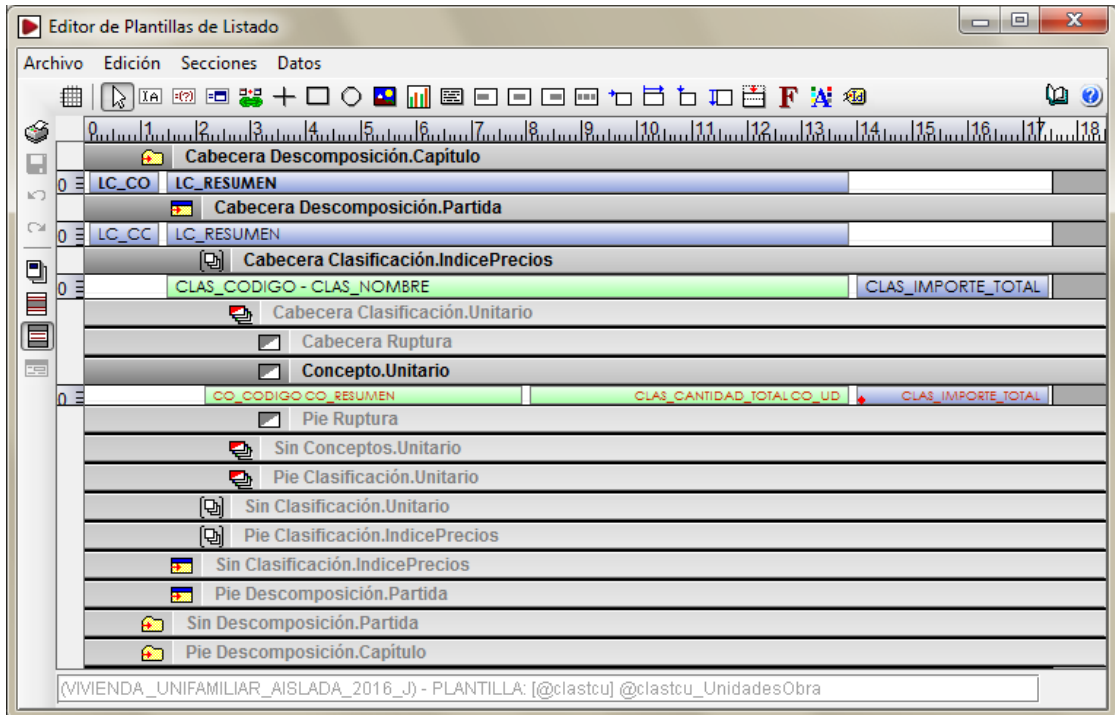 Editor de Plantillas de Listado
Archivo Edición Secciones Datos
0 1 2 3 4 5 6 7 8 9 10 11 12 13 14 15 16 17 18
Cabecera Descomposición.Capítulo
0 LC_CO LC_RESUMEN
Cabecera Descomposición.Partida
0 LC_CC LC_RESUMEN
Cabecera Clasificación.IndicePrecios
0 CLAS_CODIGO - CLAS_NOMBRE CLAS_IMPORTE_TOTAL
Cabecera Clasificación.Unitario
Cabecera Ruptura
Concepto.Unitario
0 CO_CODIGO CO_RESUMEN CLAS_CANTIDAD_TOTAL CO_UD CLAS_IMPORTE_TOTAL
Pie Ruptura
Sin Conceptos.Unitario
Pie Clasificación.Unitario
Sin Clasificación.Unitario
Pie Clasificación.IndicePrecios
Sin Clasificación.IndicePrecios
Pie Descomposición.Partida
Sin Descomposición.Partida
Pie Descomposición.Capítulo
(VIVIENDA_UNIFAMILIAR_AISLADA_2016_J) - PLANTILLA: [@clastcu] @clastcu_UnidadesObra